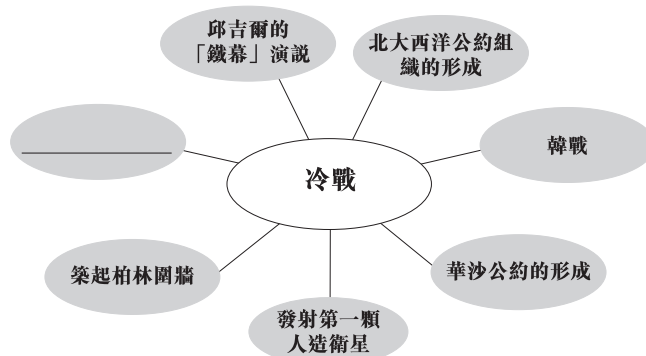 邱吉爾的
「鐵幕」演説
北大西洋公約組
織的形成
韓戰
冷戰
築起柏林圍牆
華沙公約的形成
發射第一顆
人造衛星